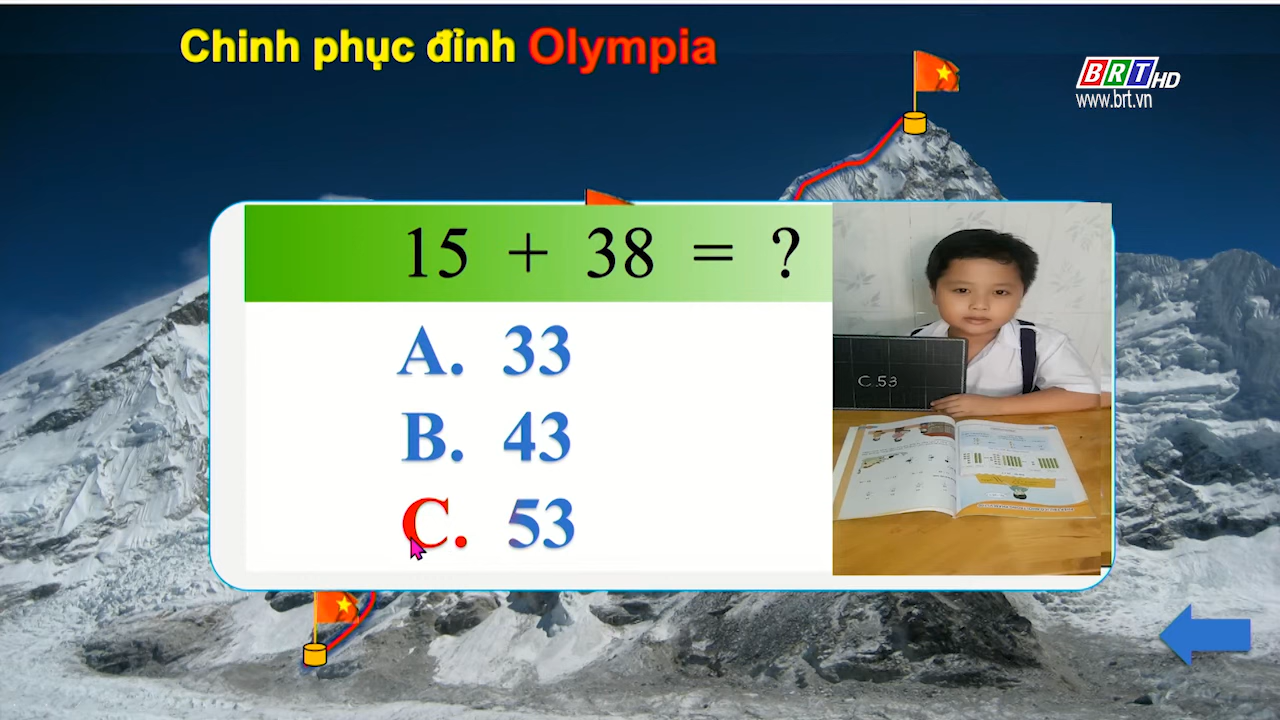 Chinh phục đỉnh Olympia
BRT HD
www.brt.vn
15 + 38 = ?
A. 33
B. 43
C. 53
C.53